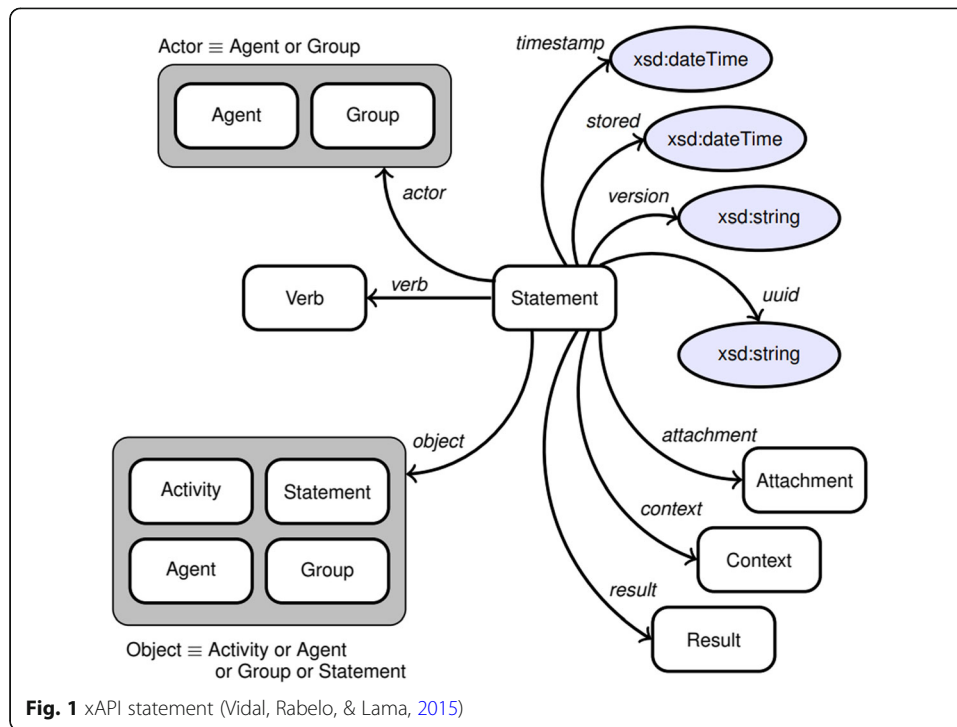 Actor ≡ Agent or Group
Agent
Group
actor
timestamp
xsd:dateTime
stored
xsd:dateTime
version
xsd:string
uuid
xsd:string
Verb
verb
Statement
object
Activity
Statement
Agent
Group
Object ≡ Activity or Agent
or Group or Statement
attachment
Attachment
context
Context
result
Result
Fig. 1 xAPI statement (Vidal, Rabelo, & Lama, 2015)